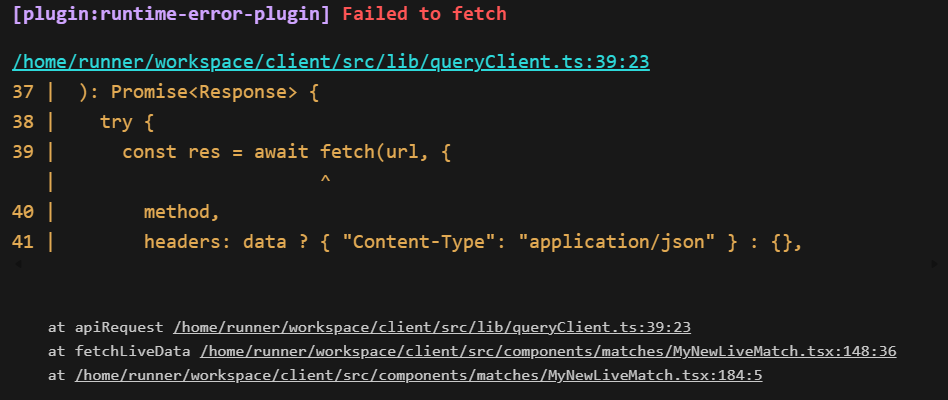 [plugin:runtime-error-plugin] Failed to fetch
/home/runner/workspace/client/src/lib/queryClient.ts:39:23
37 |  ): Promise<Response> {
38 |    try {
39 |      const res = await fetch(url, {
   |                        ^
40 |        method,
41 |        headers: data ? { "Content-Type": "application/json" } : {},
at apiRequest /home/runner/workspace/client/src/lib/queryClient.ts:39:23
at fetchLiveData /home/runner/workspace/client/src/components/matches/MyNewLiveMatch.tsx:148:36
at /home/runner/workspace/client/src/components/matches/MyNewLiveMatch.tsx:184:5